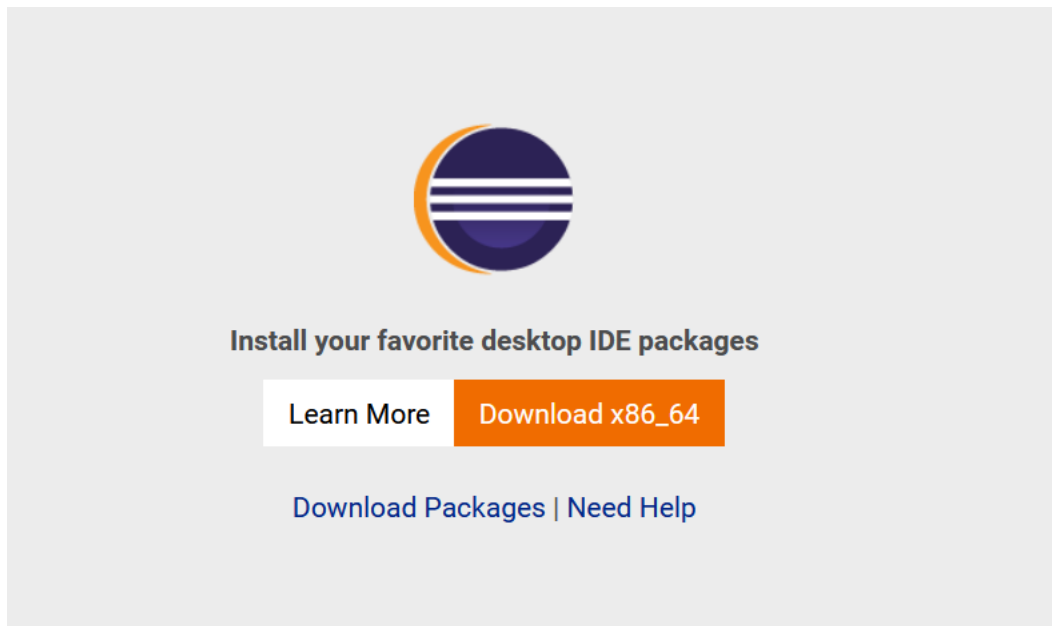 Install your favorite desktop IDE packages
Learn More Download x86_64
Download Packages | Need Help